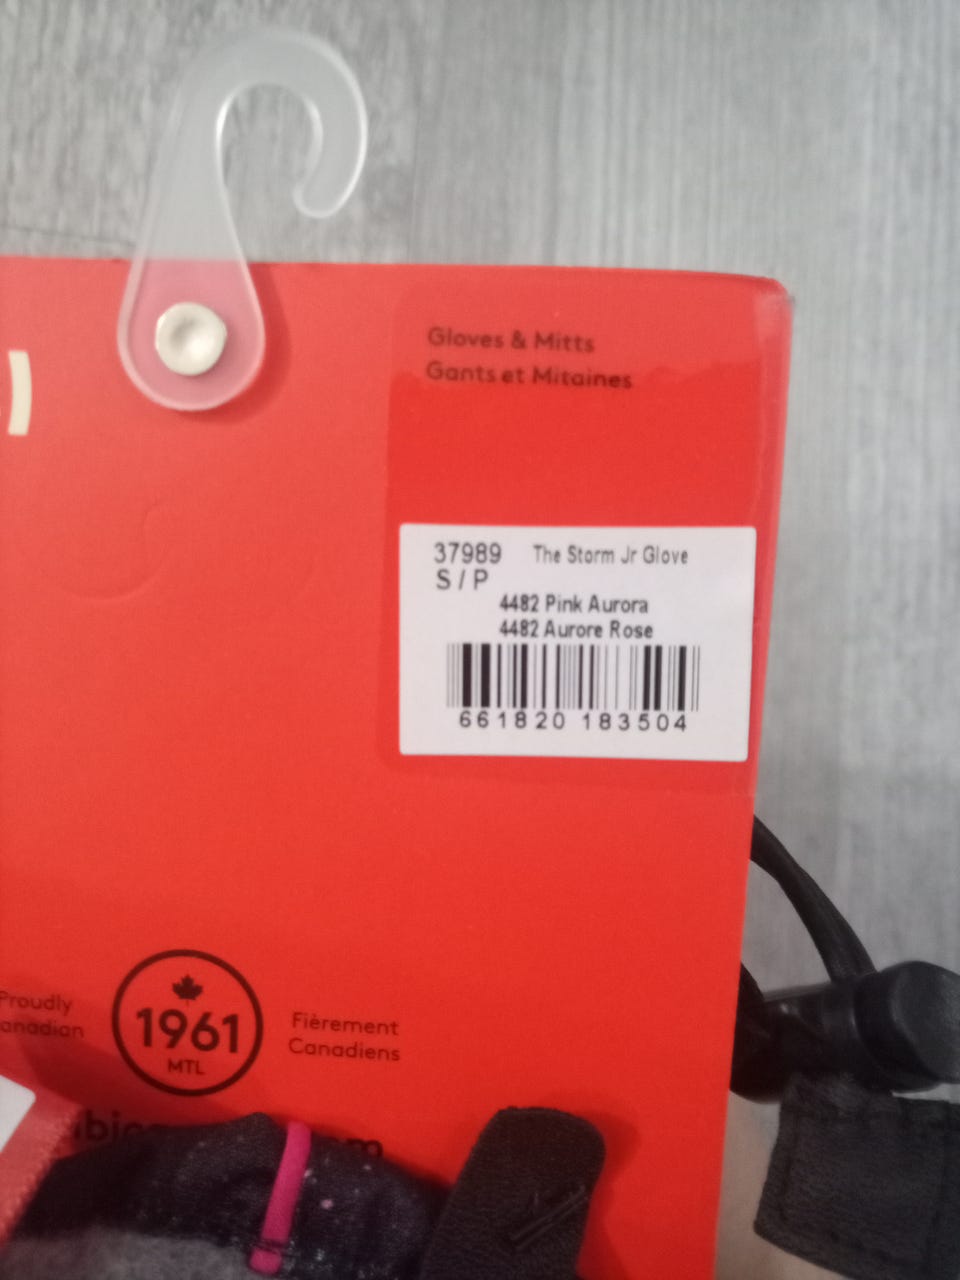 Gloves & Mitts
Gants et Mitaines
37989 The Storm Jr Glove
S / P
4482 Pink Aurora
4482 Aurore Rose
661820 183504
Proudly
anadian
1961
MTL
Fièrement
Canadiens